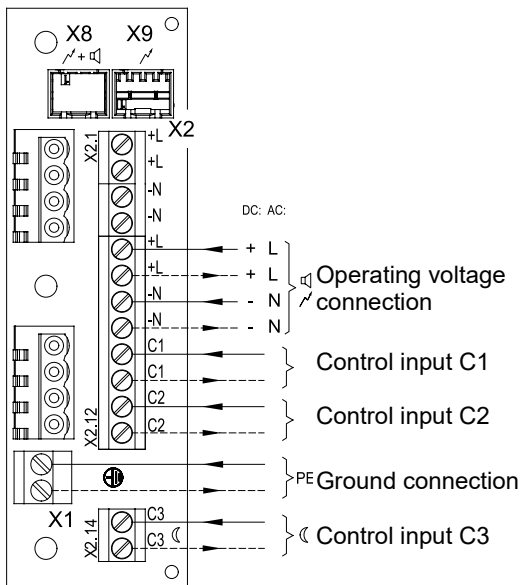 X8 X9
+
X2
X2.1
+L
+L
-N
-N
DC: AC:
+L + L
+L + L
-N - N
-N - N
Operating voltage
connection
C1
C1
Control input C1
C2
C2
Control input C2
X2.12
PE Ground connection
X1
C3
C3
Control input C3
X2.14